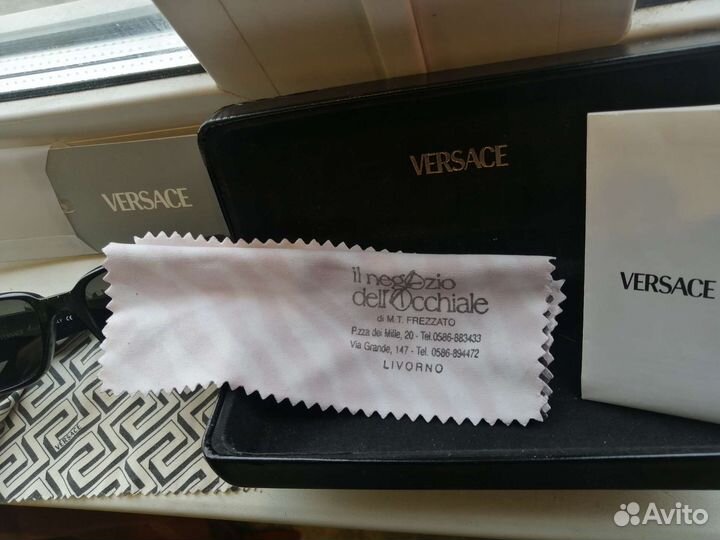 VERSACE
VERSACE
VERSACE
il negozio
dell'Occhiale
di M.T. FREZZATO
P.zza dei Mille, 20 - Tel. 0586-883433
Via Grande, 147 - Tel. 0586-894472
LIVORNO
VERSACE
Avito